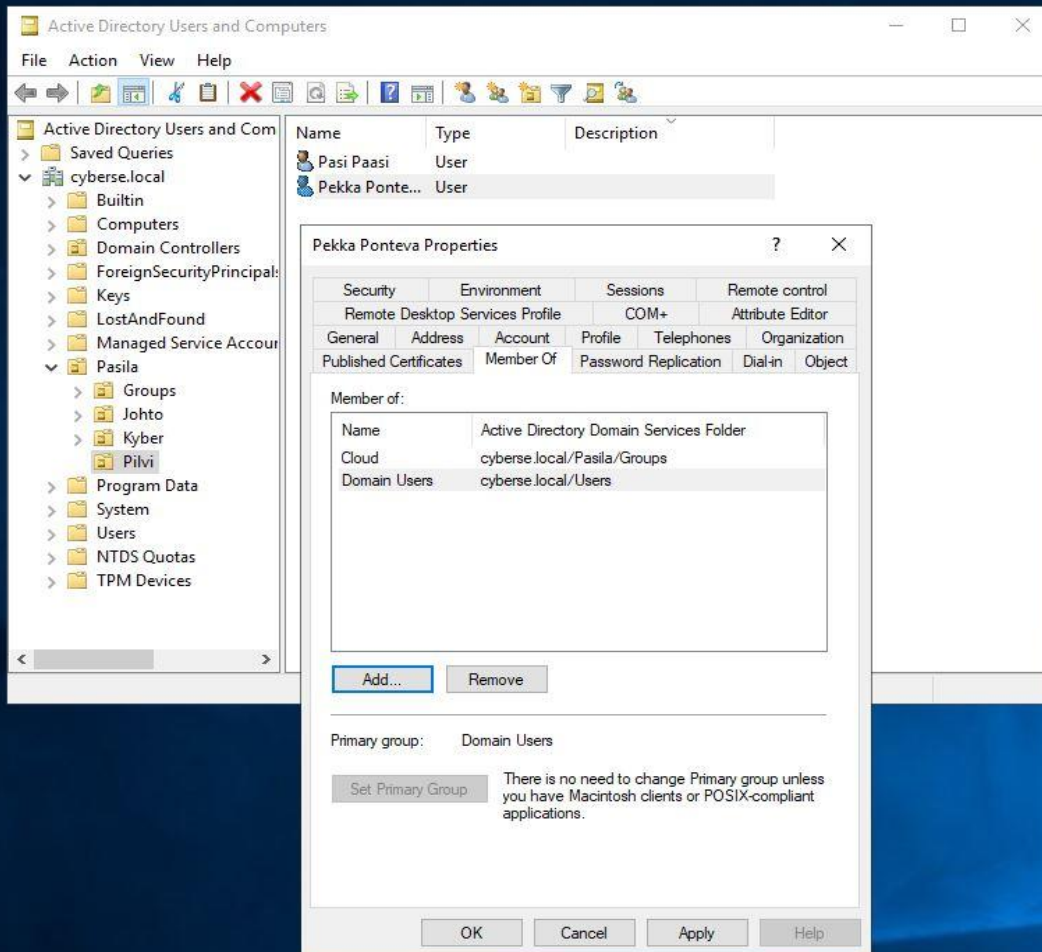 Active Directory Users and Computers
File Action View Help
Active Directory Users and Com
Saved Queries
cyberse.local
Builtin
Computers
Domain Controllers
ForeignSecurityPrincipals
Keys
LostAndFound
Managed Service Accour
Pasila
Groups
Johto
Kyber
Pilvi
Program Data
System
Users
NTDS Quotas
TPM Devices
Name Type Description
Pasi Paasi User
Pekka Ponte... User
Pekka Ponteva Properties
Security Environment Sessions Remote control
Remote Desktop Services Profile COM+ Attribute Editor
General Address Account Profile Telephones Organization
Published Certificates Member Of Password Replication Dial-in Object
Member of:
Name Active Directory Domain Services Folder
Cloud cyberse.local/Pasila/Groups
Domain Users cyberse.local/Users
Add... Remove
Primary group: Domain Users
Set Primary Group
There is no need to change Primary group unless
you have Macintosh clients or POSIX-compliant
applications.
OK Cancel Apply Help